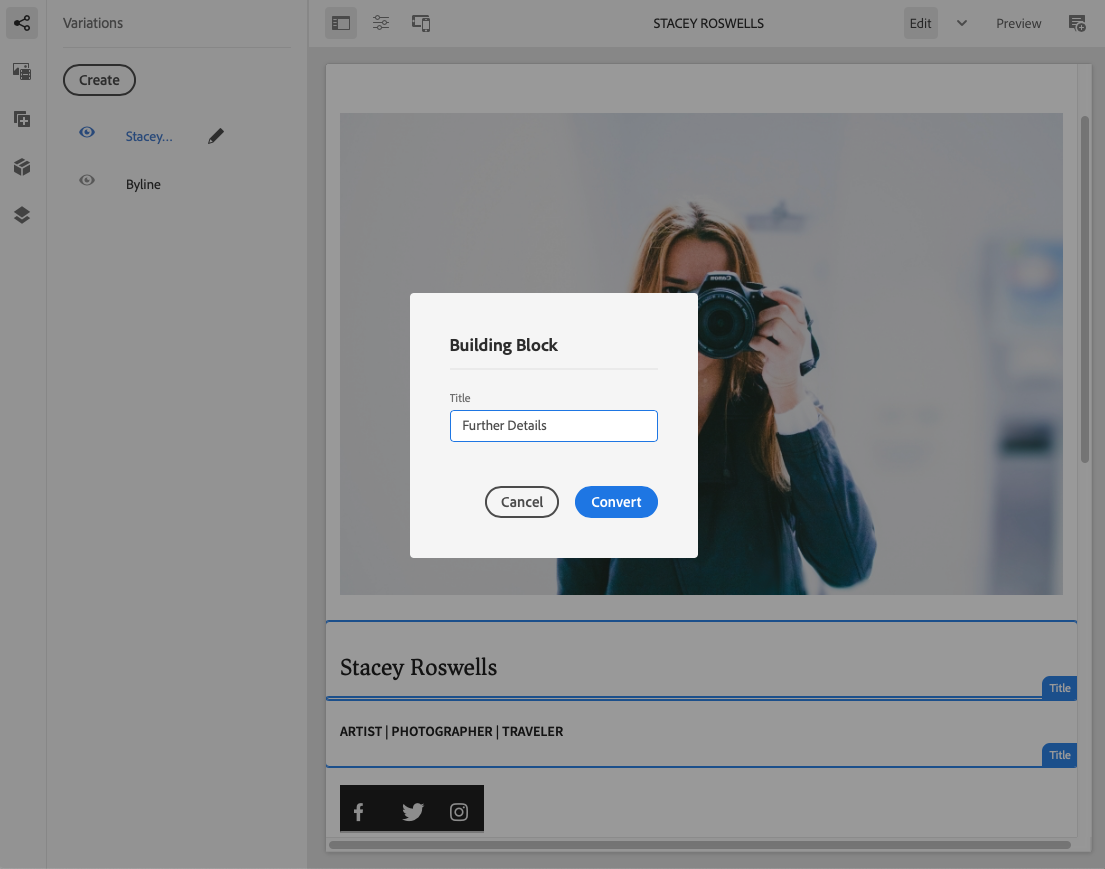 Variations
STACEY ROSWELLS
Edit
Preview
Create
Stacey...
Byline
Canon
Building Block
Title
Further Details
Cancel
Convert
Stacey Roswells
Title
ARTIST | PHOTOGRAPHER | TRAVELER
Title